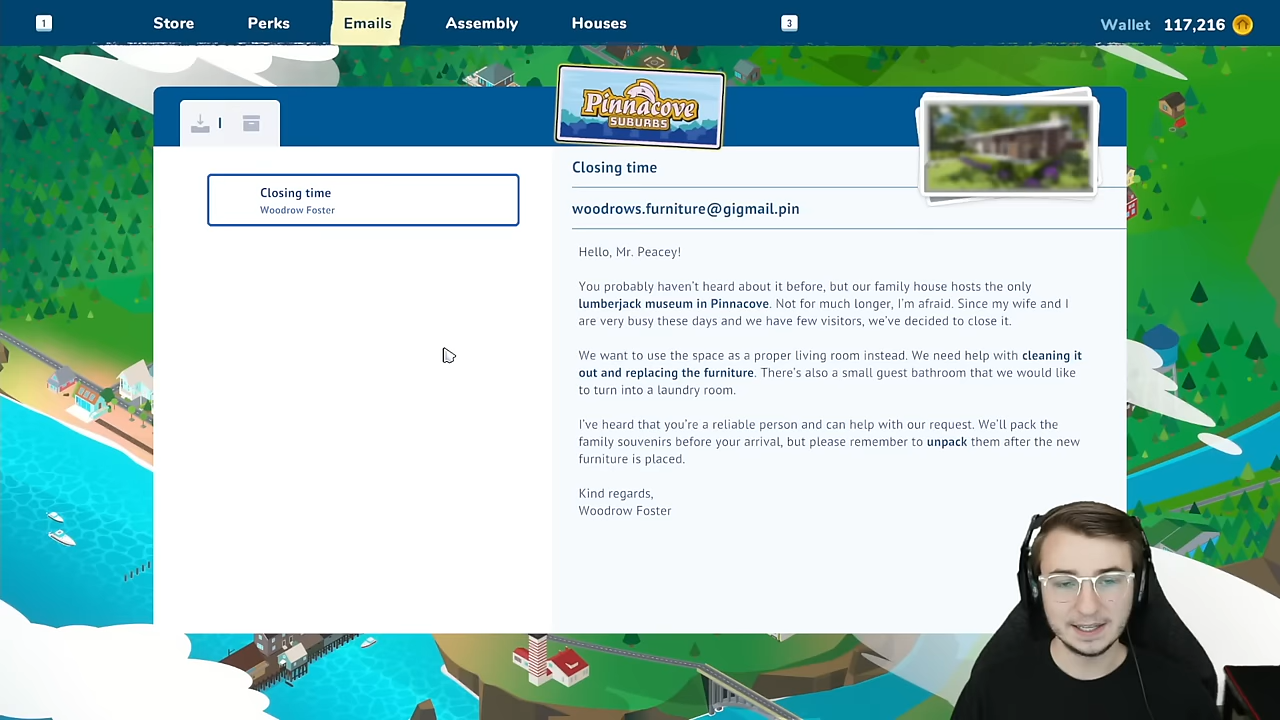 1
Store
Perks
Emails
Assembly
Houses
3
Wallet 117,216
Pinnacove
SUBURBS
Closing time
Woodrow Foster
Closing time
woodrows.furniture@gigmail.pin
Hello, Mr. Peacey!
You probably haven't heard about it before, but our family house hosts the only
lumberjack museum in Pinnacove. Not for much longer, I'm afraid. Since my wife and I
are very busy these days and we have few visitors, we've decided to close it.
We want to use the space as a proper living room instead. We need help with cleaning it
out and replacing the furniture. There's also a small guest bathroom that we would like
to turn into a laundry room.
I've heard that you're a reliable person and can help with our request. We'll pack the
family souvenirs before your arrival, but please remember to unpack them after the new
furniture is placed.
Kind regards,
Woodrow Foster